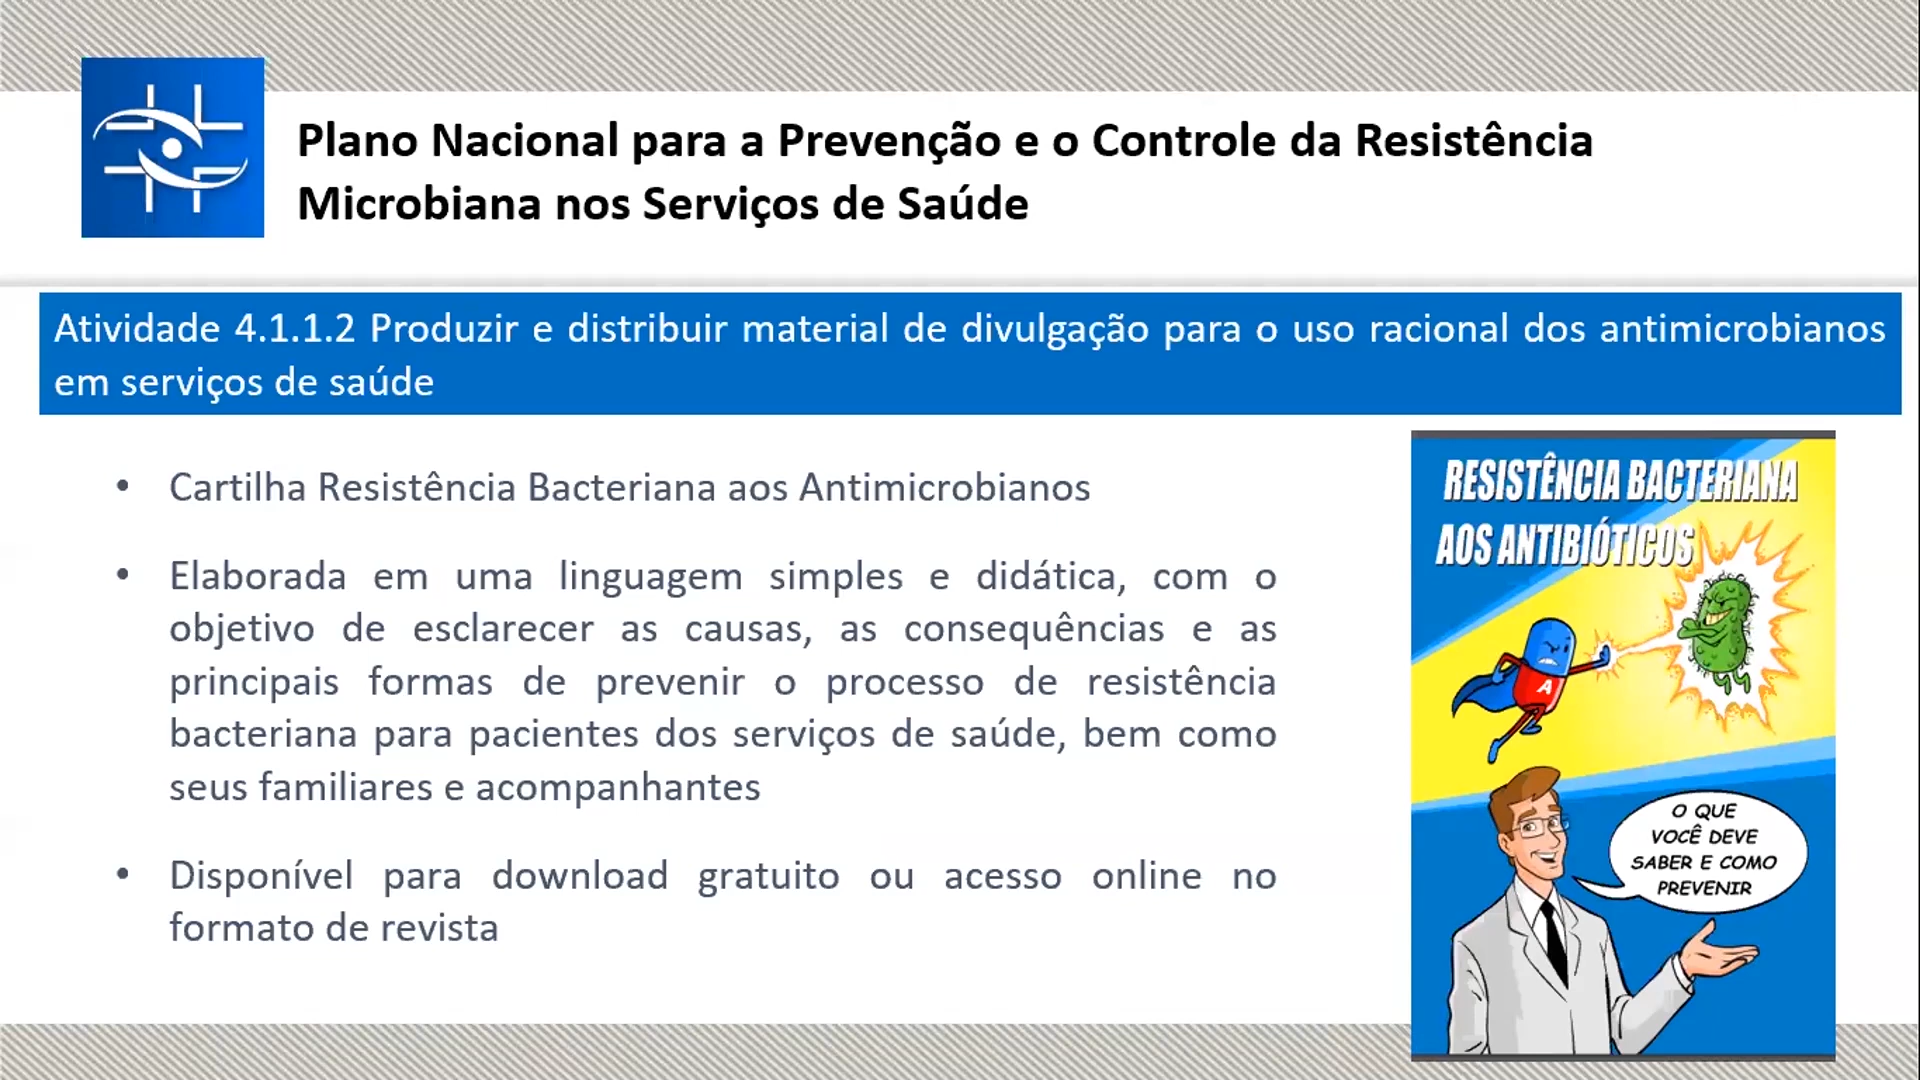 Plano Nacional para a Prevenção e o Controle da Resistência
Microbiana nos Serviços de Saúde
Atividade 4.1.1.2 Produzir e distribuir material de divulgação para o uso racional dos antimicrobianos
em serviços de saúde
• Cartilha Resistência Bacteriana aos Antimicrobianos
• Elaborada em uma linguagem simples e didática, com o
objetivo de esclarecer as causas, as consequências e as
principais formas de prevenir o processo de resistência
bacteriana para pacientes dos serviços de saúde, bem como
seus familiares e acompanhantes
• Disponível para download gratuito ou acesso online no
formato de revista
RESISTÊNCIA BACTERIANA
AOS ANTIBIÓTICOS
A
O QUE
VOCÊ DEVE
SABER E COMO
PREVENIR